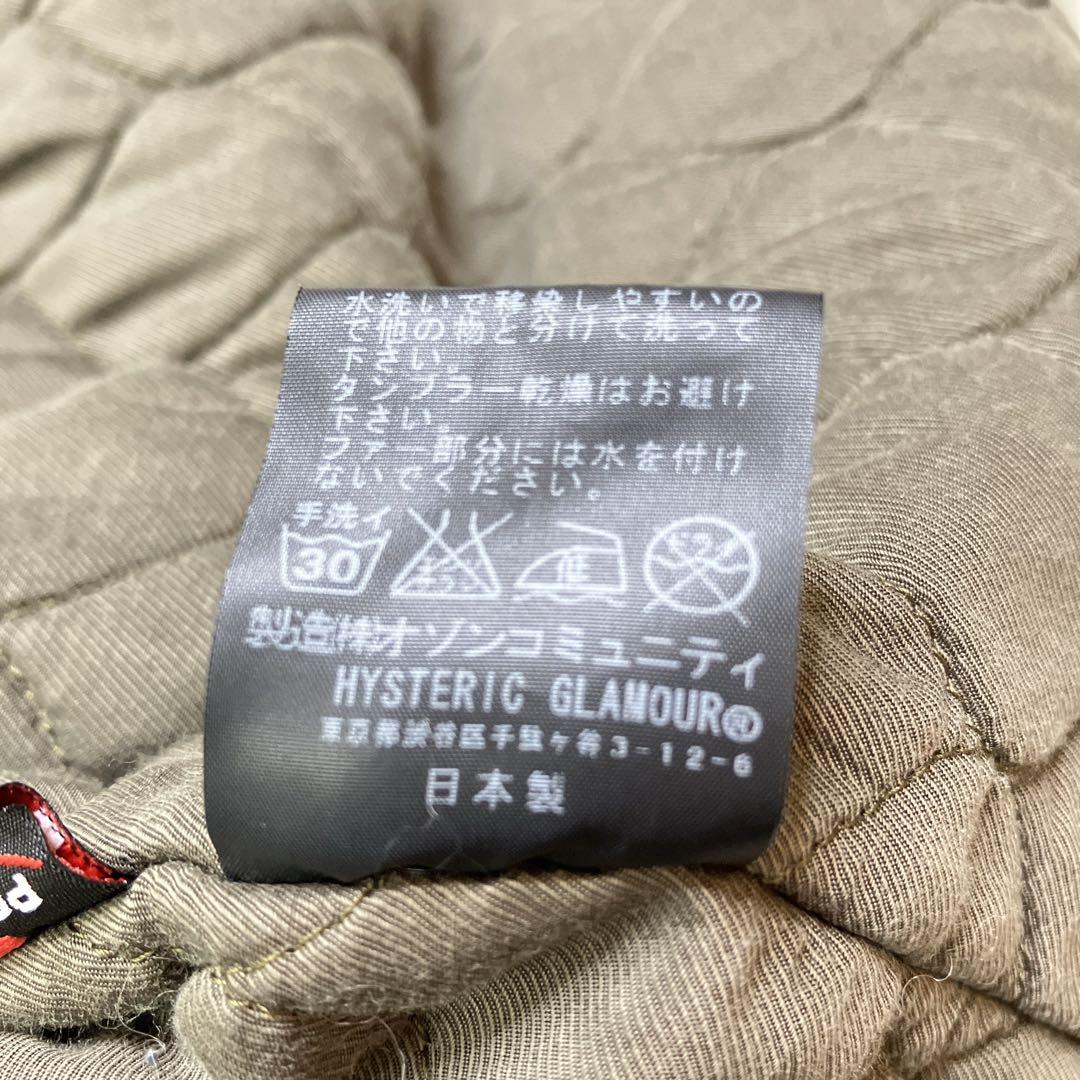 水洗いで移染しやすいの
で他の物と分けて洗って
下さい。
タンブラー乾燥はお避け
下さい。
ファー部分には水を付け
ないでください。
手洗イ
30
製造㈱オゾンコミュニティ
HYSTERIC GLAMOUR®
東京都渋谷区千駄ヶ谷3-12-6
日本製